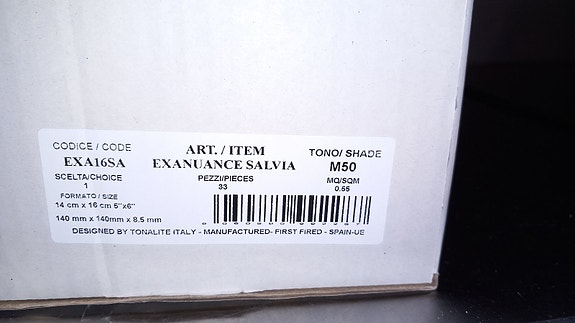 CODICE / CODE
EXA16SA
ART. / ITEM
EXANUANCE SALVIA
TONO/ SHADE
M50
SCELTA/CHOICE
1
PEZZI/PIECES
33
MQ/SQM
0.55
FORMATO / SIZE
14 cm x 16 cm 5"x6"
140 mm x 140mm x 8.5 mm
DESIGNED BY TONALITE ITALY - MANUFACTURED- FIRST FIRED - SPAIN-UE